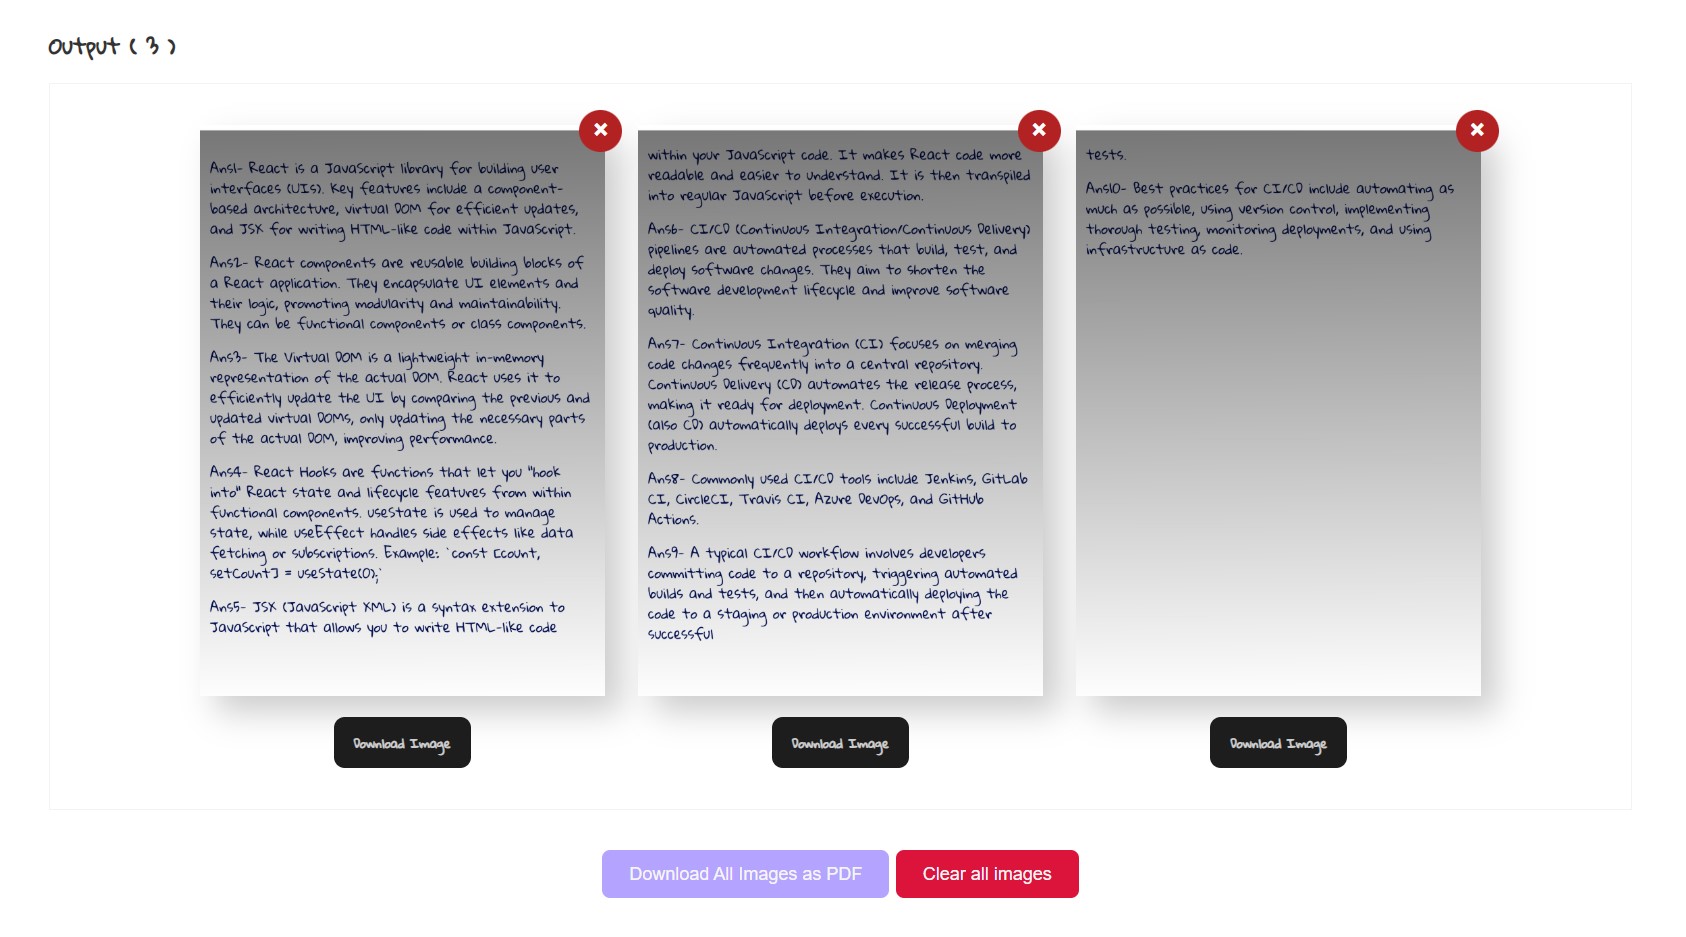 Output ( 3 )
Ans1- React is a JavaScript library for building user
interfaces (UIs). Key features include a component-
based architecture, virtual DOM for efficient updates,
and JSX for writing HTML-like code within JavaScript.
Ans2- React components are reusable building blocks of
a React application. They encapsulate UI elements and
their logic, promoting modularity and maintainability.
They can be functional components or class components.
Ans3- The Virtual DOM is a lightweight in-memory
representation of the actual DOM. React uses it to
efficiently update the UI by comparing the previous and
updated virtual DOMs, only updating the necessary parts
of the actual DOM, improving performance.
Ans4- React Hooks are functions that let you "hook
into" React state and lifecycle features from within
functional components. useState is used to manage
state, while useEffect handles side effects like data
fetching or subscriptions. Example: `const [count,
setCount] = useState(0);`
Ans5- JSX (JavaScript XML) is a syntax extension to
JavaScript that allows you to write HTML-like code
Download Image
within your JavaScript code. It makes React code more
readable and easier to understand. It is then transpiled
into regular JavaScript before execution.
Ans6- CI/CD (Continuous Integration/Continuous Delivery)
pipelines are automated processes that build, test, and
deploy software changes. They aim to shorten the
software development lifecycle and improve software
quality.
Ans7- Continuous Integration (CI) focuses on merging
code changes frequently into a central repository.
Continuous Delivery (CD) automates the release process,
making it ready for deployment. Continuous Deployment
(also CD) automatically deploys every successful build to
production.
Ans8- Commonly used CI/CD tools include Jenkins, GitLab
CI, CircleCI, Travis CI, Azure DevOps, and GitHub
Actions.
Ans9- A typical CI/CD workflow involves developers
committing code to a repository, triggering automated
builds and tests, and then automatically deploying the
code to a staging or production environment after
successful
Download Image
tests.
Ans10- Best practices for CI/CD include automating as
much as possible, using version control, implementing
thorough testing, monitoring deployments, and using
infrastructure as code.
Download Image
Download All Images as PDF
Clear all images